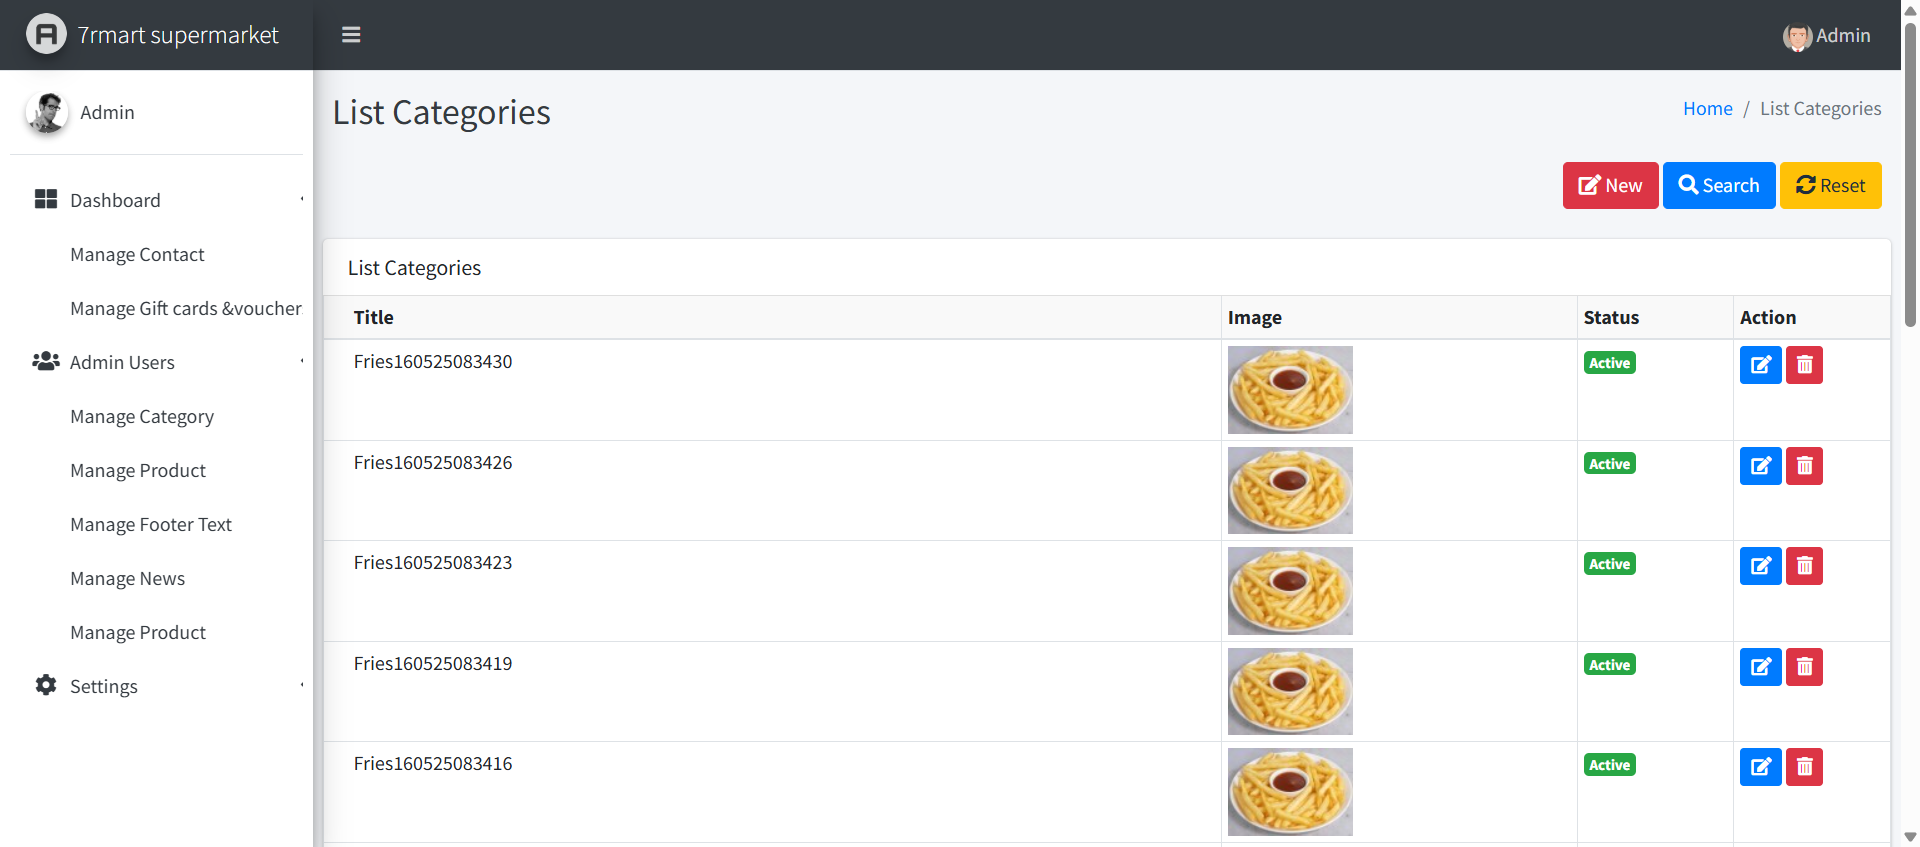 7rmart supermarket
Admin
Admin
List Categories
Home / List Categories
New
Search
Reset
Dashboard
Manage Contact
Manage Gift cards &voucher
Admin Users
Manage Category
Manage Product
Manage Footer Text
Manage News
Manage Product
Settings
List Categories
Title Image Status Action
Fries160525083430 Active
Fries160525083426 Active
Fries160525083423 Active
Fries160525083419 Active
Fries160525083416 Active